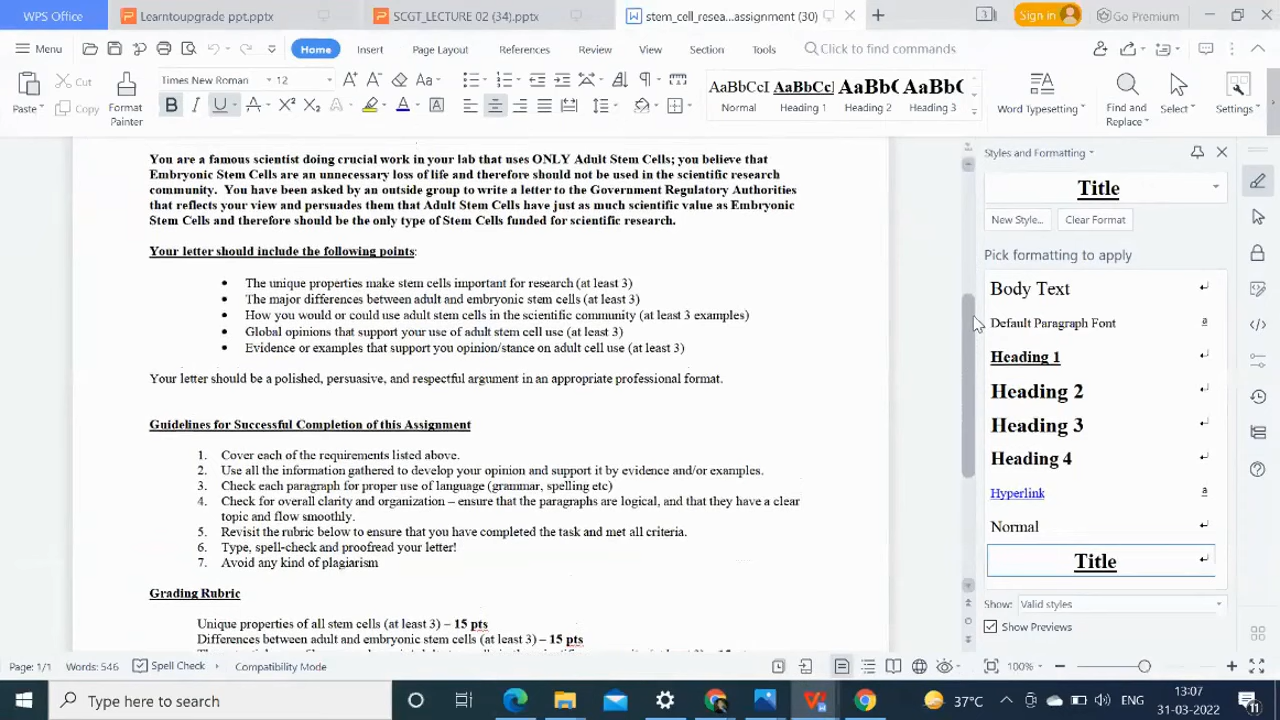 WPS Office
Learntoupgrade ppt.pptx
SCGT_LECTURE 02 (34).pptx
stem_cell_resea...assignment (30)
Sign in
Go Premium
Menu
Home
Insert
Page Layout
References
Review
View
Section
Tools
Click to find commands
Paste
Cut
Copy
Format Painter
Times New Roman
12
AaBbCcI
AaBbCc
AaBb(
AaBb(
Normal
Heading 1
Heading 2
Heading 3
Word Typesetting
Find and Replace
Select
Settings
You are a famous scientist doing crucial work in your lab that uses ONLY Adult Stem Cells; you believe that
Embryonic Stem Cells are an unnecessary loss of life and therefore should not be used in the scientific research
community. You have been asked by an outside group to write a letter to the Government Regulatory Authorities
that reflects your view and persuades them that Adult Stem Cells have just as much scientific value as Embryonic
Stem Cells and therefore should be the only type of Stem Cells funded for scientific research.
Your letter should include the following points:
• The unique properties make stem cells important for research (at least 3)
• The major differences between adult and embryonic stem cells (at least 3)
• How you would or could use adult stem cells in the scientific community (at least 3 examples)
• Global opinions that support your use of adult stem cell use (at least 3)
• Evidence or examples that support you opinion/stance on adult cell use (at least 3)
Your letter should be a polished, persuasive, and respectful argument in an appropriate professional format.
Guidelines for Successful Completion of this Assignment
1. Cover each of the requirements listed above.
2. Use all the information gathered to develop your opinion and support it by evidence and/or examples.
3. Check each paragraph for proper use of language (grammar, spelling etc)
4. Check for overall clarity and organization – ensure that the paragraphs are logical, and that they have a clear
topic and flow smoothly.
5. Revisit the rubric below to ensure that you have completed the task and met all criteria.
6. Type, spell-check and proofread your letter!
7. Avoid any kind of plagiarism
Grading Rubric
Unique properties of all stem cells (at least 3) – 15 pts
Differences between adult and embryonic stem cells (at least 3) – 15 pts
Styles and Formatting
Title
New Style...
Clear Format
Pick formatting to apply
Body Text
Default Paragraph Font
Heading 1
Heading 2
Heading 3
Heading 4
Hyperlink
Normal
Title
Show: Valid styles
Show Previews
Page: 1/1
Words: 546
Spell Check
Compatibility Mode
100%
Type here to search
37°C
ENG
13:07
31-03-2022
11